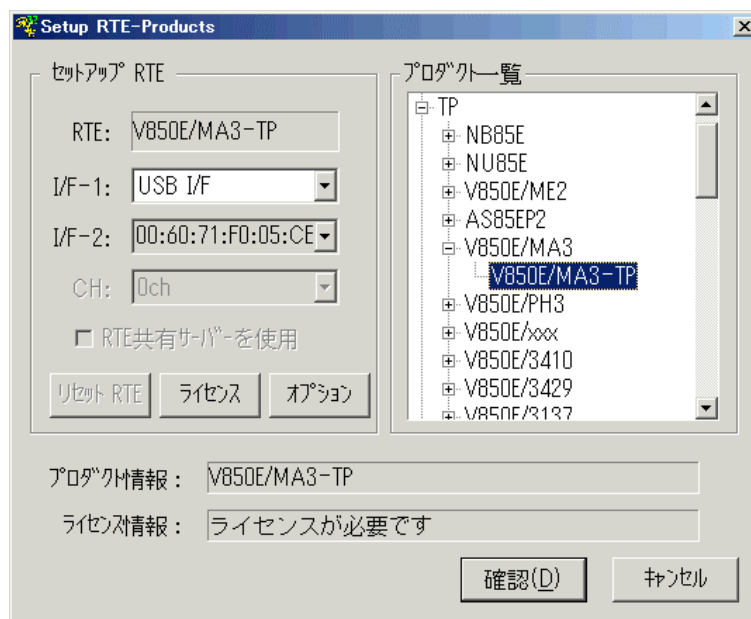 Setup RTE-Products
ｾｯﾄｱｯﾌﾟ RTE
RTE: V850E/MA3-TP
I/F-1: USB I/F
I/F-2: 00:60:71:F0:05:CE
CH: 0ch
RTE共有ｻｰﾊﾞｰを使用
ﾘｾｯﾄ RTE
ﾗｲｾﾝｽ
ｵﾌﾟｼｮﾝ
ﾌﾟﾛﾀﾞｸﾄ一覧
TP
NB85E
NU85E
V850E/ME2
AS85EP2
V850E/MA3
V850E/MA3-TP
V850E/PH3
V850E/xxx
V850E/3410
V850E/3429
V850E/3137
ﾌﾟﾛﾀﾞｸﾄ情報： V850E/MA3-TP
ﾗｲｾﾝｽ情報： ライセンスが必要です
確認(D)
ｷｬﾝｾﾙ